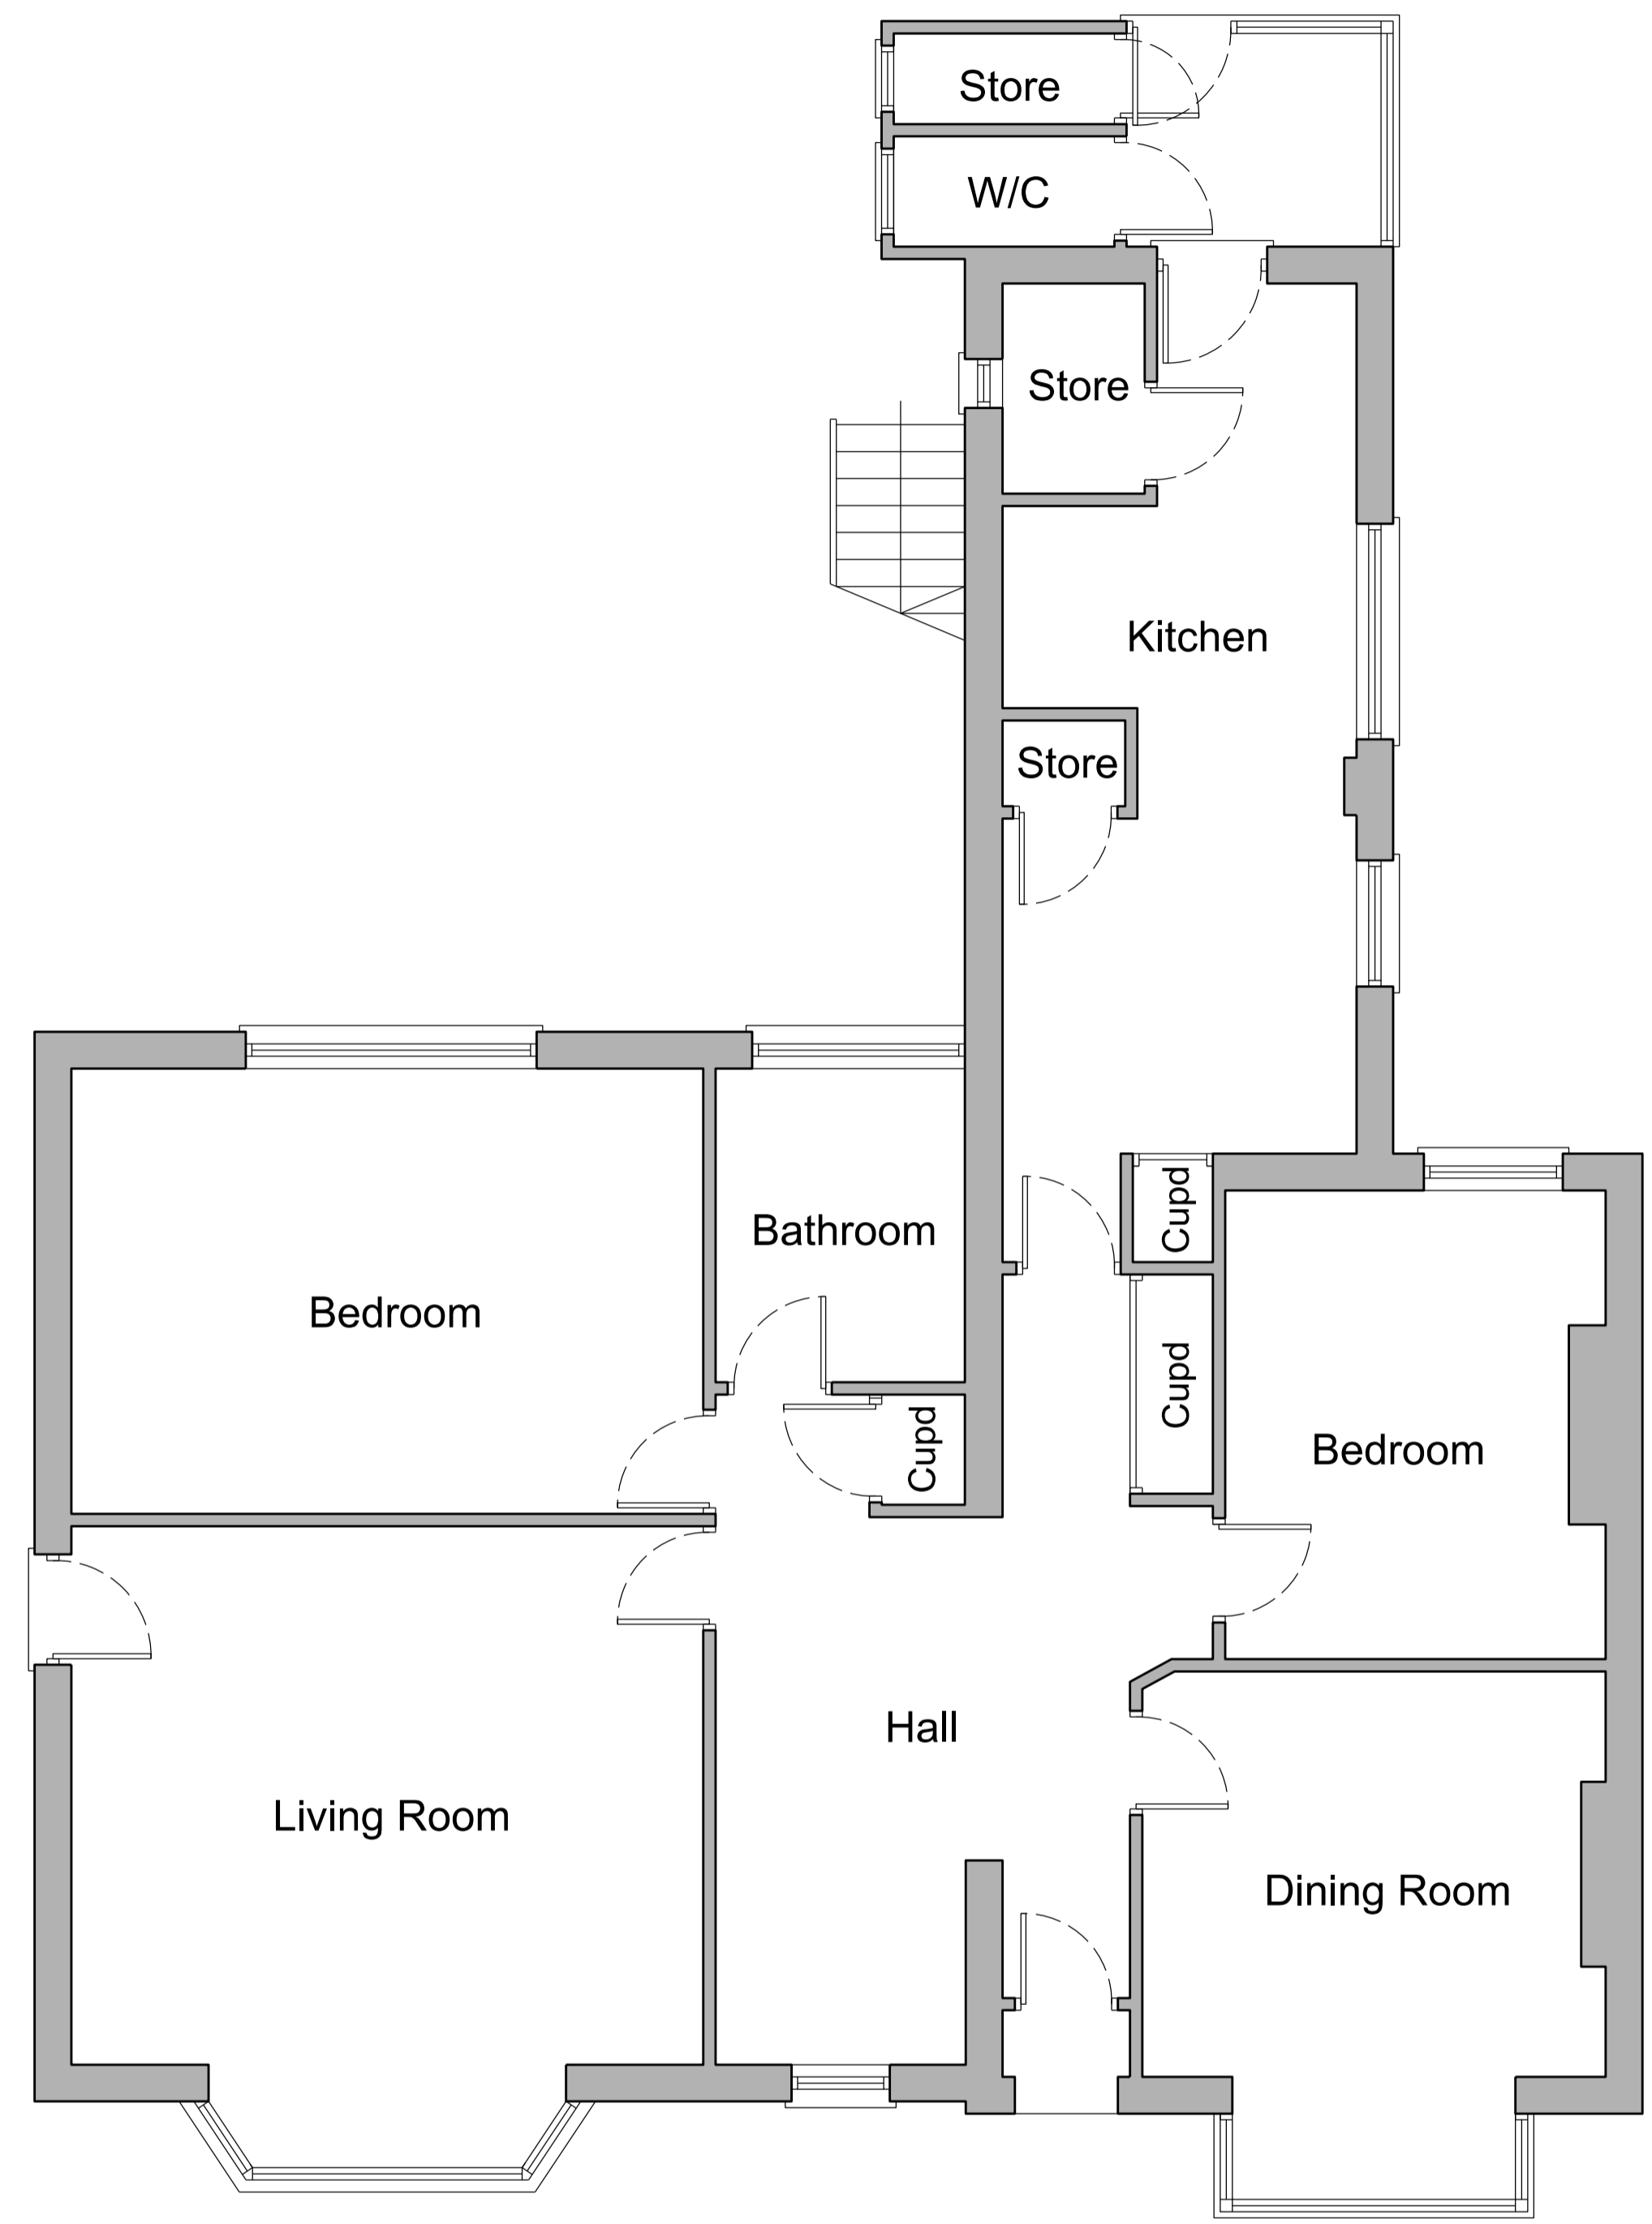 Store
W/C
Store
Kitchen
Store
Cupd
Bathroom
Bedroom
Cupd
Cupd
Bedroom
Hall
Living Room
Dining Room